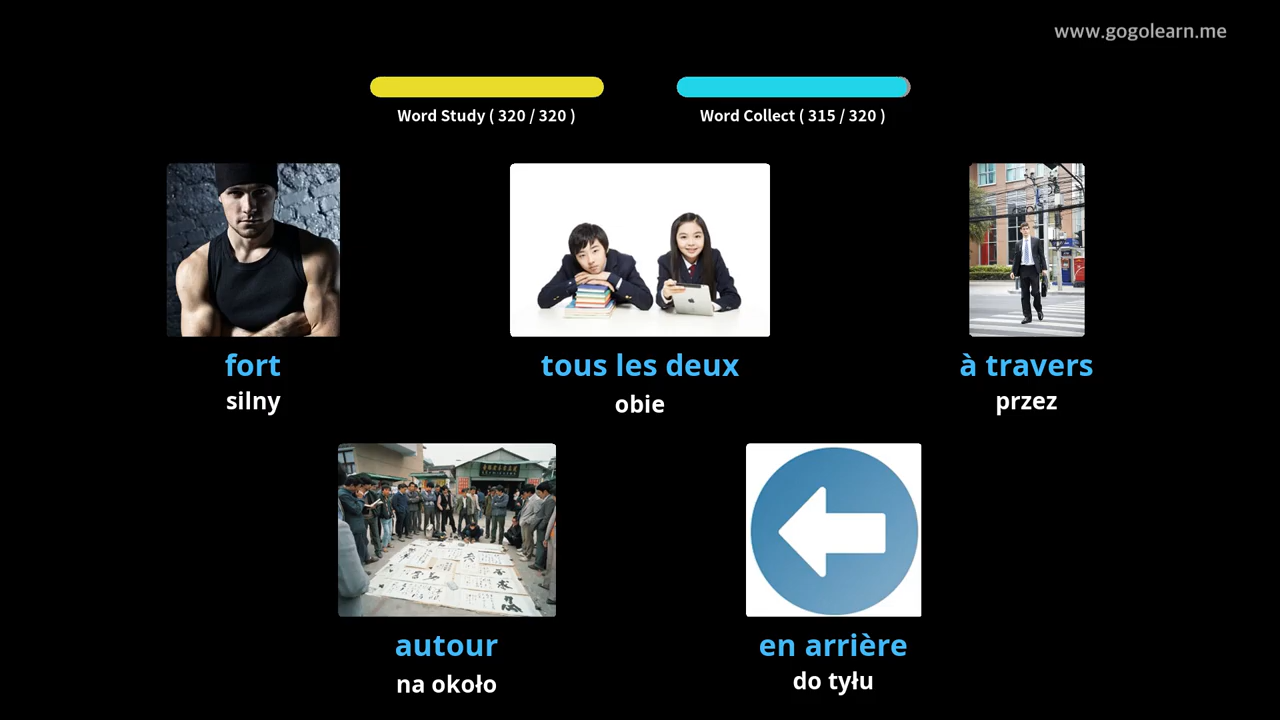 www.gogolearn.me
Word Study ( 320 / 320 )
Word Collect ( 315 / 320 )
fort
silny
tous les deux
obie
à travers
przez
autour
na około
en arrière
do tyłu